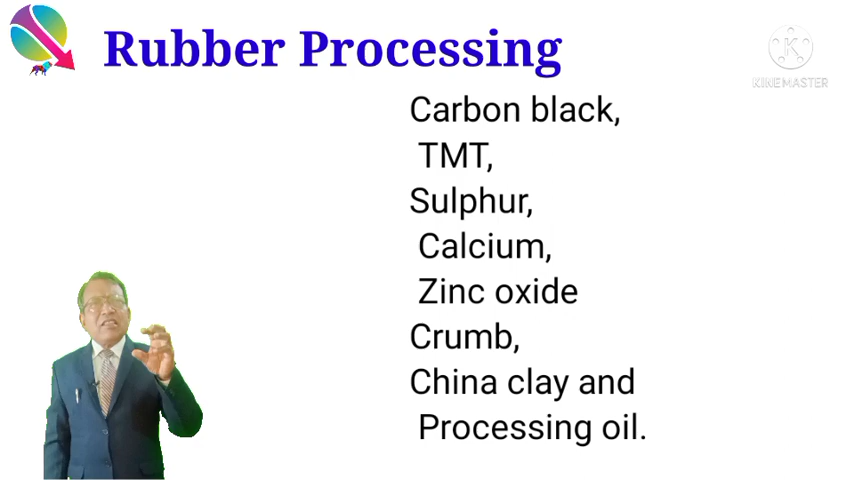 Rubber Processing
K
KINEMASTER
Carbon black,
TMT,
Sulphur,
Calcium,
Zinc oxide
Crumb,
China clay and
Processing oil.